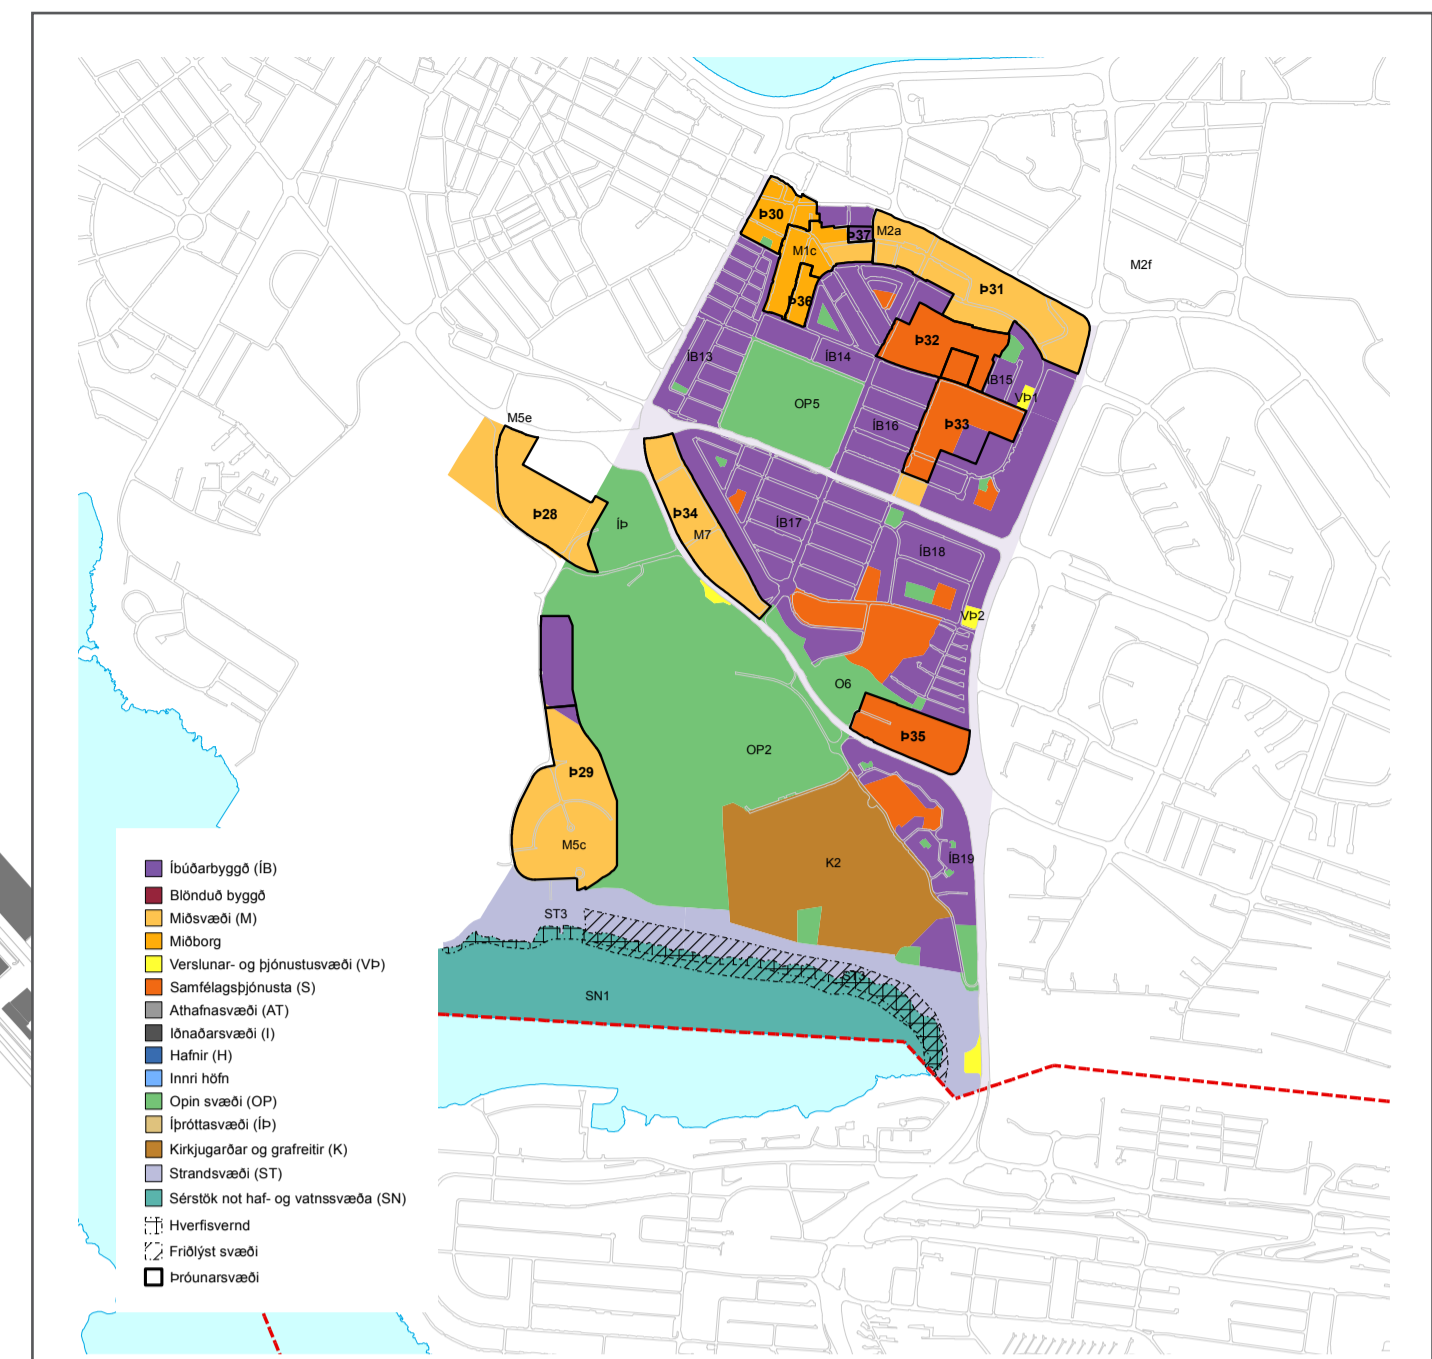 Þ30
Þ37
M2a
M1c
M2f
Þ31
Þ36
Þ32
ÍB13
ÍB14
ÍB15
VÞ1
OP5
M5e
ÍB16
Þ33
Þ28
ÍÞ
Þ34
M7
ÍB17
ÍB18
VÞ2
O6
Þ35
OP2
Þ29
M5c
K2
ÍB19
ST3
ST3
SN1
Íbúðarbyggð (ÍB)
Blönduð byggð
Miðsvæði (M)
Miðborg
Verslunar- og þjónustusvæði (VÞ)
Samfélagsþjónusta (S)
Athafnasvæði (AT)
Iðnaðarsvæði (I)
Hafnir (H)
Innri höfn
Opin svæði (OP)
Íþróttasvæði (ÍÞ)
Kirkjugarðar og grafreitir (K)
Strandsvæði (ST)
Sérstök not haf- og vatnssvæða (SN)
Hverfisvernd
Friðlýst svæði
Þróunarsvæði